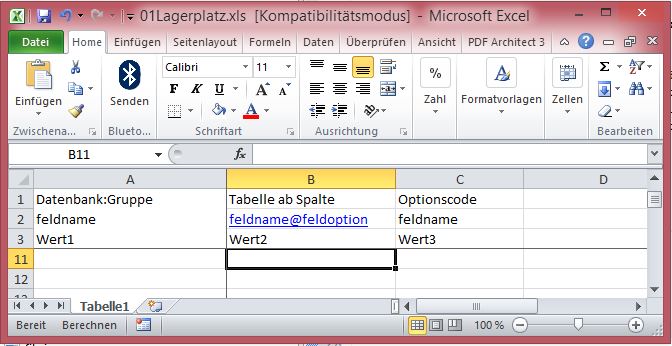 01Lagerplatz.xls [Kompatibilitätsmodus] - Microsoft Excel
Datei Home Einfügen Seitenlayout Formeln Daten Überprüfen Ansicht PDF Architect 3
Calibri 11
Einfügen Senden F K U A A Zahl Formatvorlagen Zellen
Zwischena... Blueto... Schriftart Ausrichtung Bearbeiten
B11 fx
A B C D
1 Datenbank:Gruppe Tabelle ab Spalte Optionscode
2 feldname feldname@feldoption feldname
3 Wert1 Wert2 Wert3
11
12
Tabelle1
Bereit Berechnen 100 %